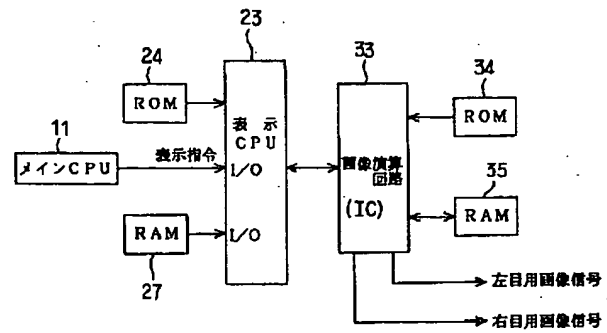 23
33
24
34
ROM
ROM
11
表示
CPU
表示指令
メインCPU
I/O
画像演算
回路
(IC)
35
RAM
RAM
I/O
27
左目用画像信号
右目用画像信号